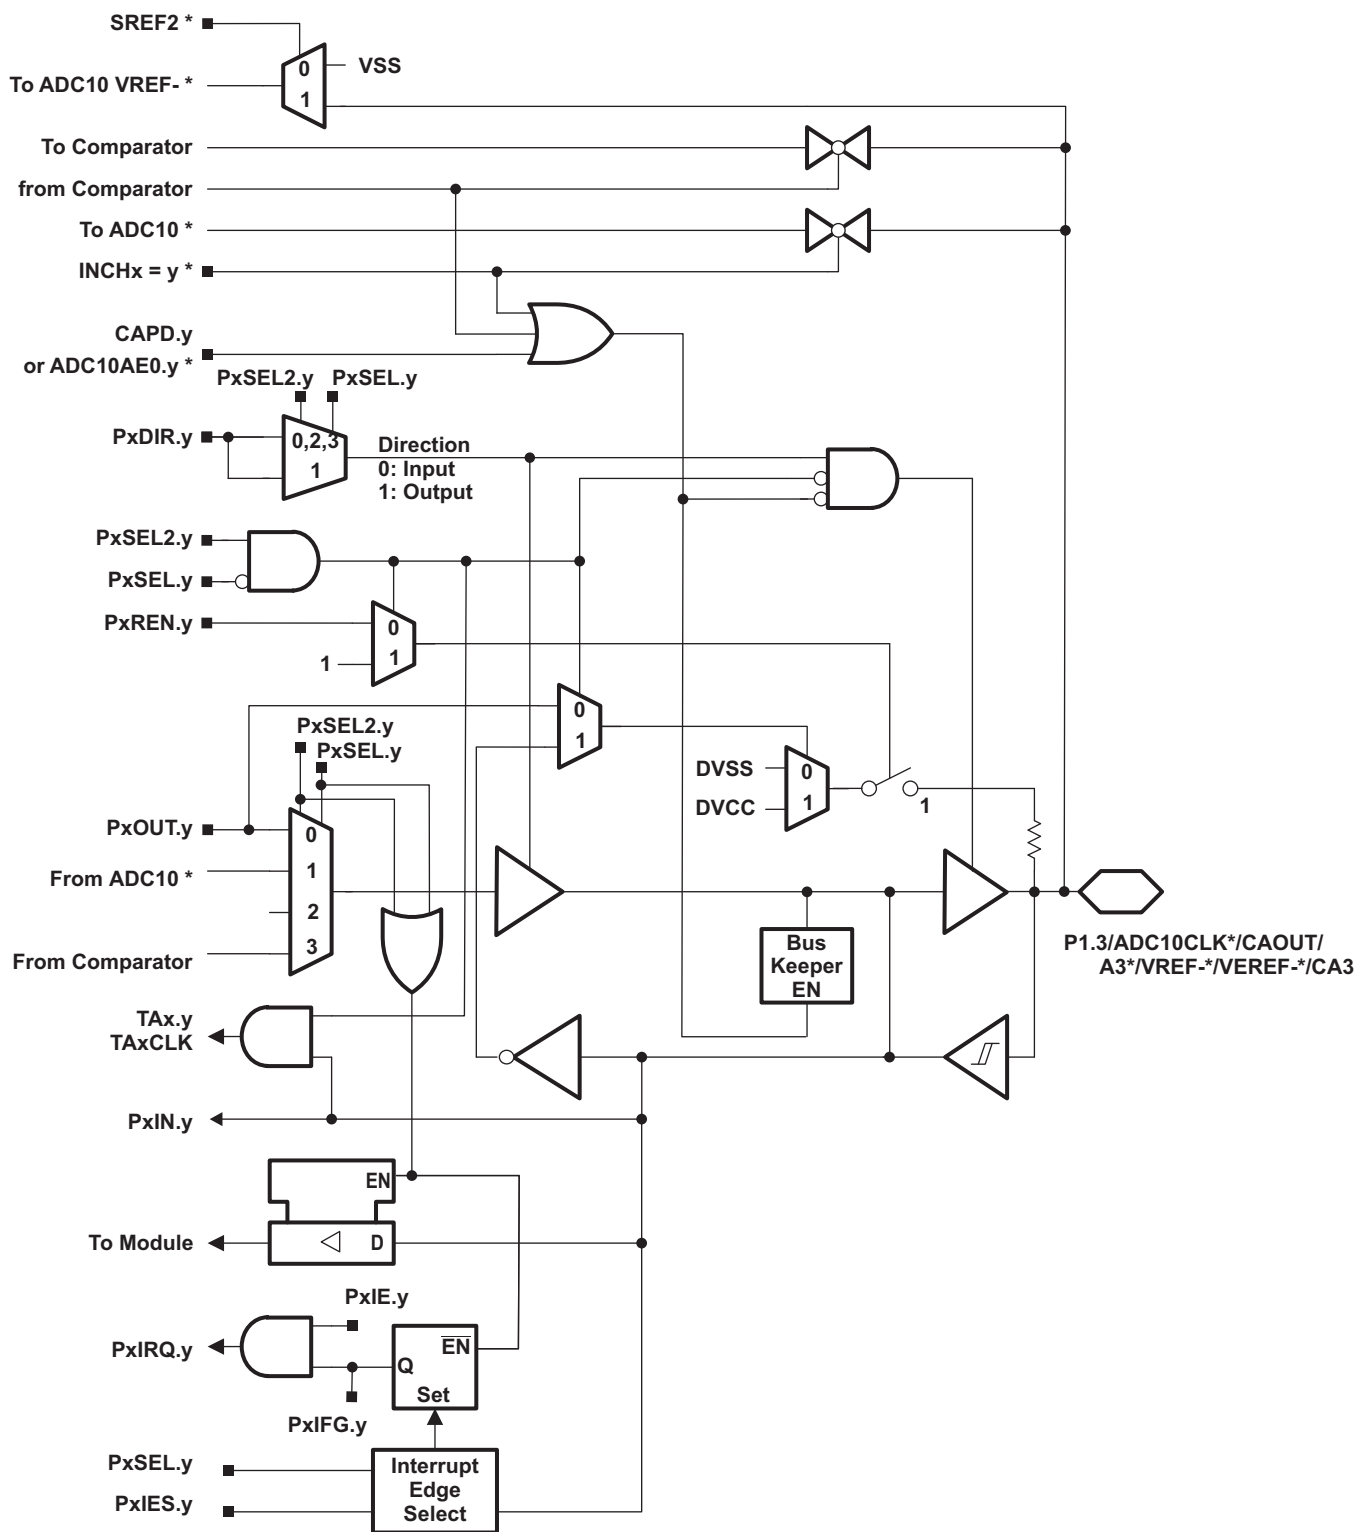 SREF2 *
0
VSS
To ADC10 VREF- *
1
To Comparator
from Comparator
To ADC10 *
INCHx = y *
CAPD.y
or ADC10AE0.y *
PxSEL2.y
PxSEL.y
PxDIR.y
0,2,3
1
Direction
0: Input
1: Output
PxSEL2.y
PxSEL.y
PxREN.y
0
1
1
0
1
PxSEL2.y
PxSEL.y
DVSS
0
DVCC
1
1
PxOUT.y
0
From ADC10 *
1
2
From Comparator
3
Bus
Keeper
EN
P1.3/ADC10CLK*/CAOUT/
A3*/VREF-*/VEREF-*/CA3
TAx.y
TAxCLK
PxIN.y
EN
To Module
D
PxIE.y
PxIRQ.y
EN
Q
Set
PxIFG.y
PxSEL.y
PxIES.y
Interrupt
Edge
Select